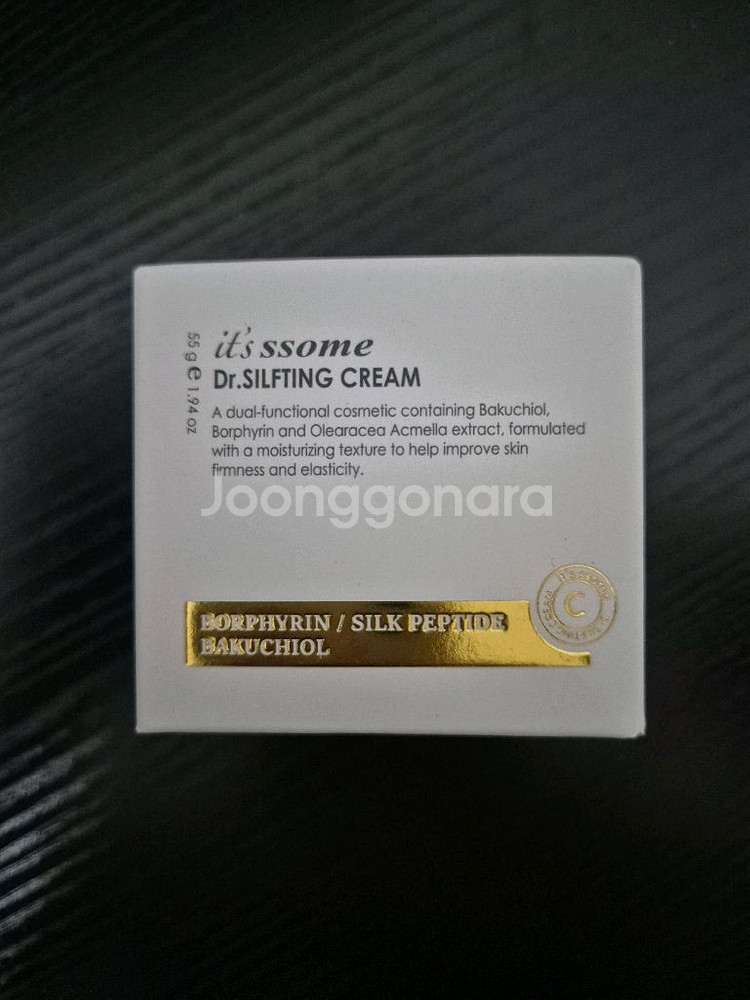 it's ssome
Dr.SILFTING CREAM
A dual-functional cosmetic containing Bakuchiol,
Borphyrin and Olearacea Acmella extract, formulated
with a moisturizing texture to help improve skin
firmness and elasticity.
55 g e 1.94 oz
Joonggonara
BORPHYRIN / SILK PEPTIDE
BAKUCHIOL
C